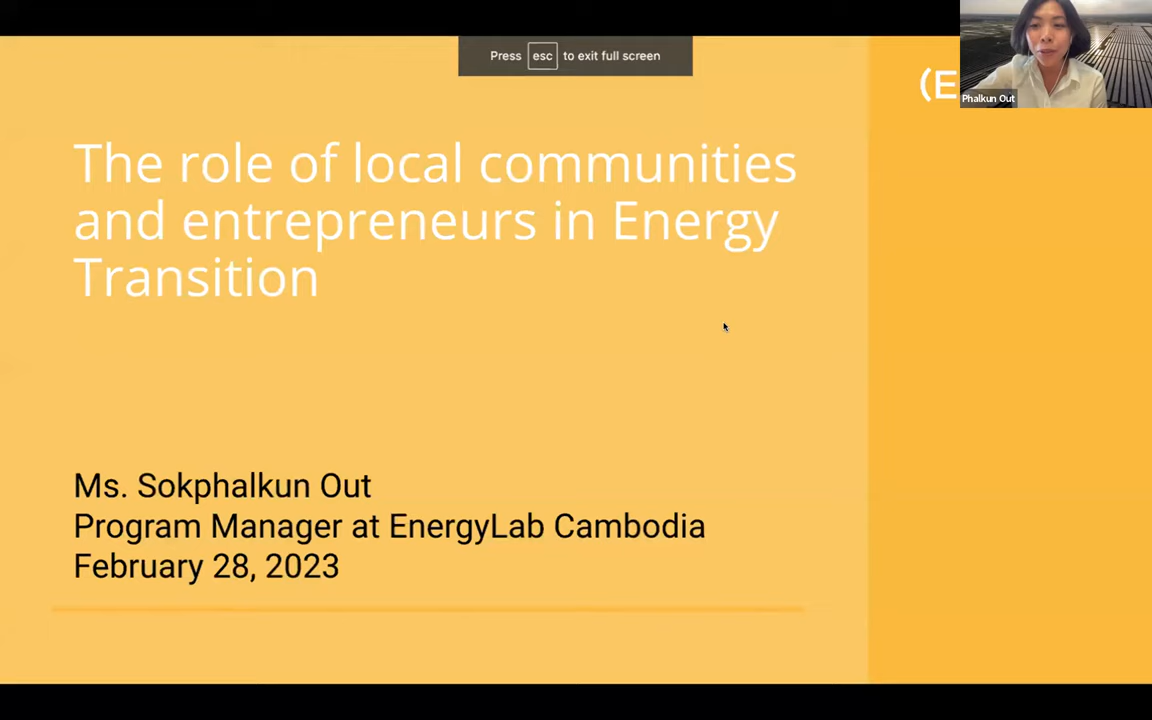 Press esc to exit full screen
(E
Phalkun Out
The role of local communities
and entrepreneurs in Energy
Transition
Ms. Sokphalkun Out
Program Manager at EnergyLab Cambodia
February 28, 2023